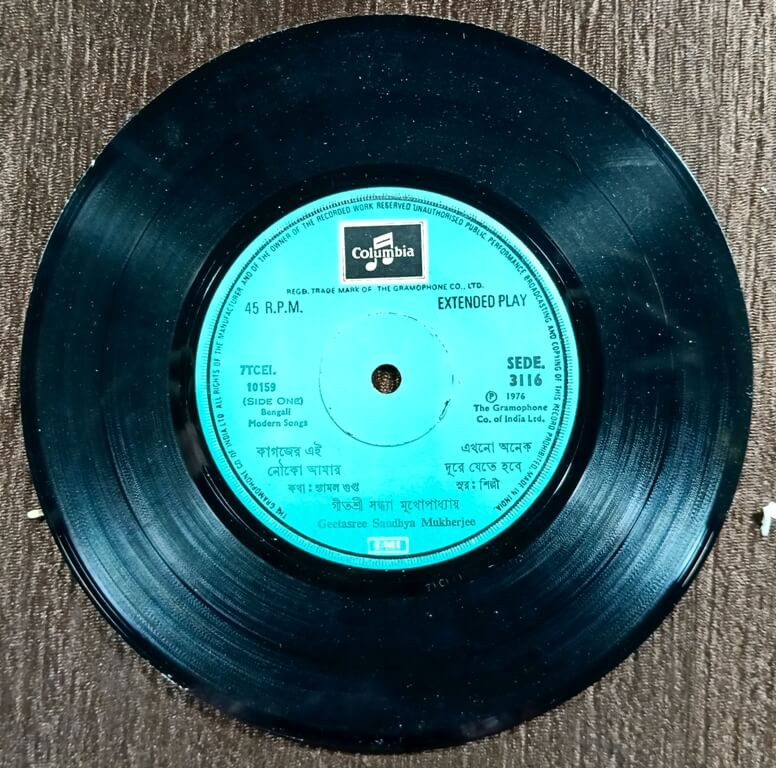 THE GRAMOPHONE CO OF INDIA LTD. ALL RIGHTS OF THE MANUFACTURER AND OF THE OWNER OF THE RECORDED WORK RESERVED UNAUTHORISED PUBLIC PERFORMANCE BROADCASTING AND COPYING OF THIS RECORD PROHIBITED. MADE IN INDIA
Columbia
REGD. TRADE MARK OF THE GRAMOPHONE CO., LTD.
45 R.P.M. EXTENDED PLAY
7TCEI. SEDE.
10159 3116
(SIDE ONE) ℗ 1976
Bengali The Gramophone
Modern Songs Co. of India Ltd.
কাগজের এই এখনো অনেক
নৌকো আমার দূরে যেতে হবে
কথা : শ্যামল গুপ্ত সুর : শিল্পী
গীতশ্রী সন্ধ্যা মুখোপাধ্যায়
Geetasree Sandhya Mukherjee
EMI